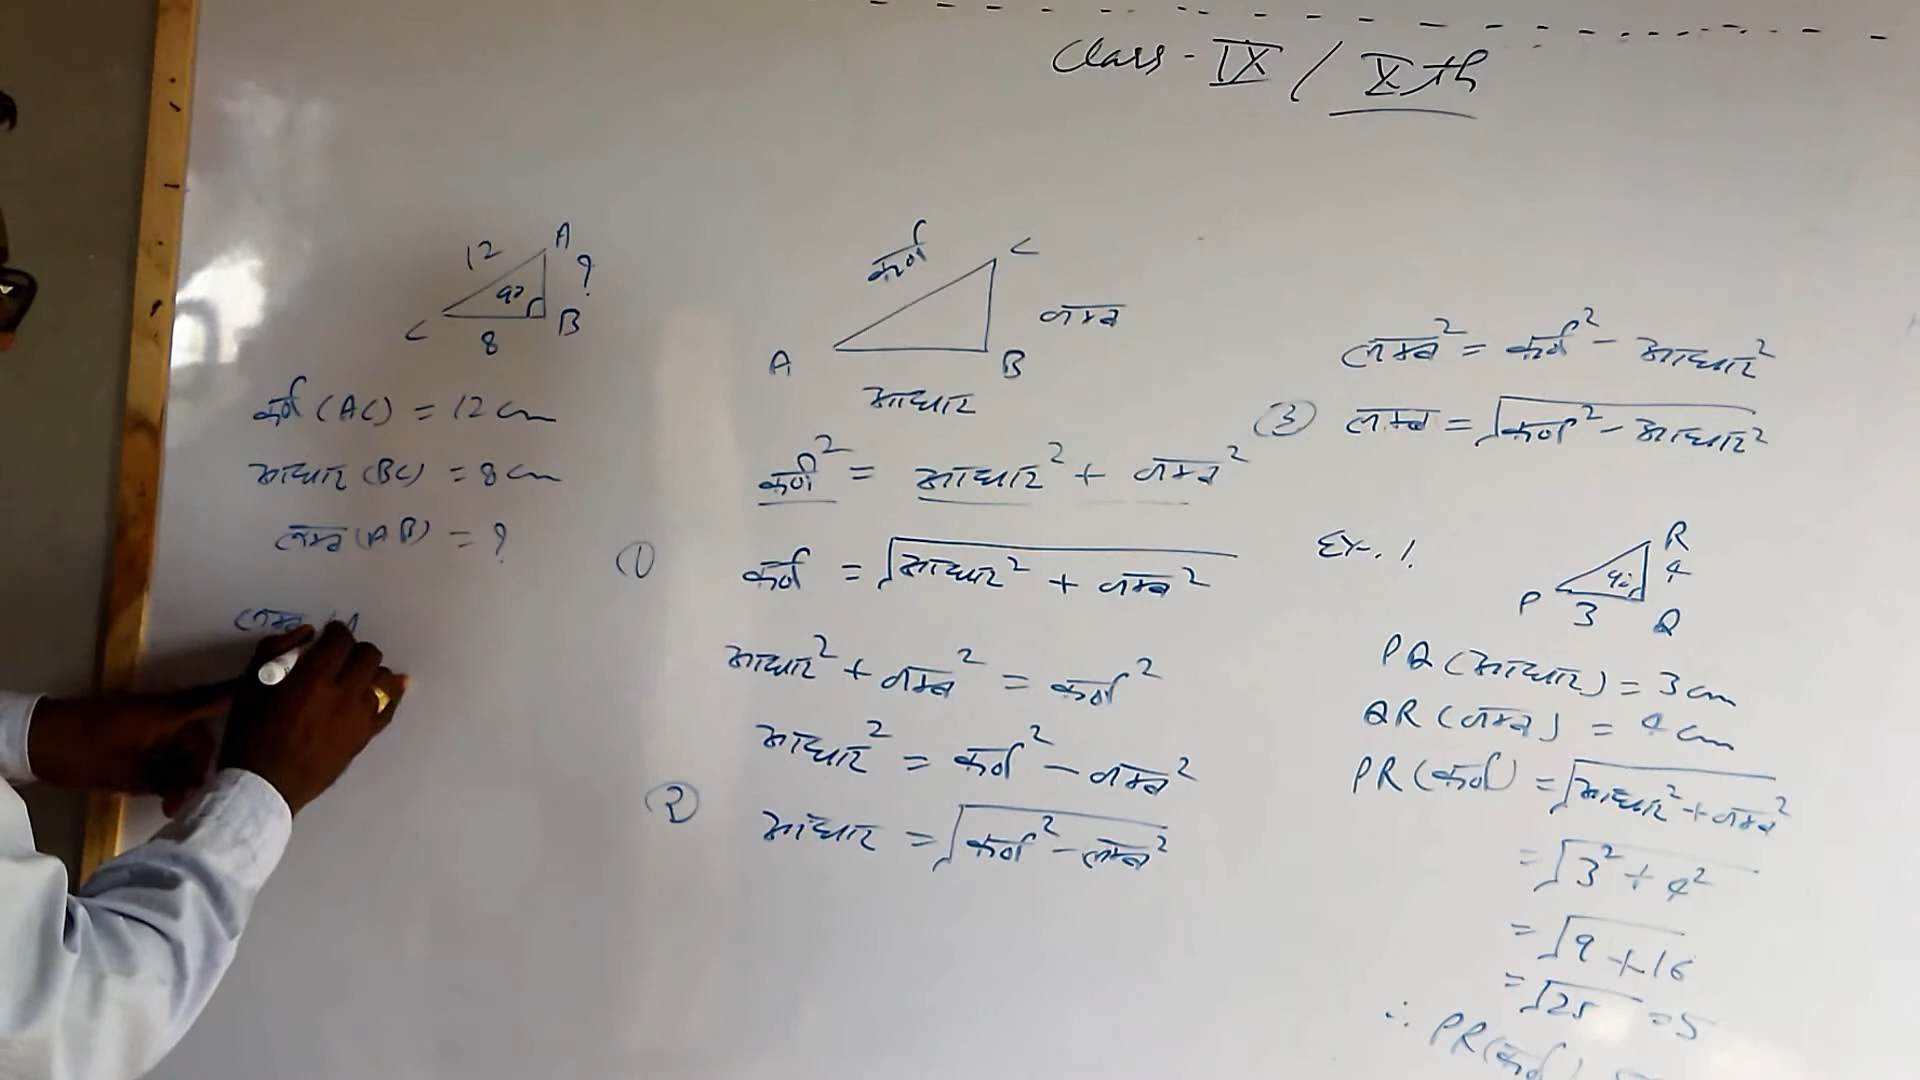 Class - IX / Xth
12 A
90 ?
C 8 B
कर्ण (AC) = 12 cm
आधार (BC) = 8 cm
लम्ब (AB) = ?
लम्ब (A
कर्ण C
लम्ब
A B
आधार
कर्ण² = आधार² + लम्ब²
① कर्ण = √आधार² + लम्ब²
आधार² + लम्ब² = कर्ण²
आधार² = कर्ण² - लम्ब²
② आधार = √कर्ण² - लम्ब²
लम्ब² = कर्ण² - आधार²
③ लम्ब = √कर्ण² - आधार²
Ex. 1.
R
90° 4
P 3 Q
PQ (आधार) = 3 cm
QR (लम्ब) = 4 cm
PR (कर्ण) = √आधार² + लम्ब²
= √3² + 4²
= √9 + 16
= √25 = 5
∴ PR (कर्ण)